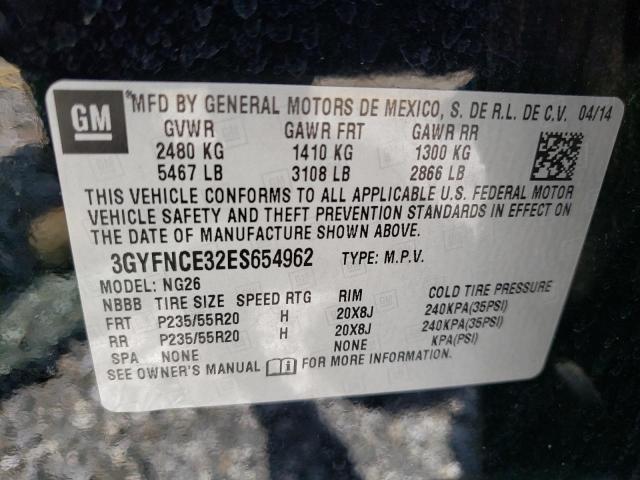 GM
*MFD BY GENERAL MOTORS DE MEXICO, S. DE R.L. DE C.V. 04/14
GVWR GAWR FRT GAWR RR
2480 KG 1410 KG 1300 KG
5467 LB 3108 LB 2866 LB
THIS VEHICLE CONFORMS TO ALL APPLICABLE U.S. FEDERAL MOTOR
VEHICLE SAFETY AND THEFT PREVENTION STANDARDS IN EFFECT ON
THE DATE OF MANUFACTURE SHOWN ABOVE.
3GYFNCE32ES654962 TYPE: M.P.V.
MODEL: NG26
NBBB TIRE SIZE SPEED RTG RIM COLD TIRE PRESSURE
FRT P235/55R20 H 20X8J 240KPA(35PSI)
RR P235/55R20 H 20X8J 240KPA(35PSI)
SPA NONE NONE KPA(PSI)
SEE OWNER'S MANUAL FOR MORE INFORMATION.